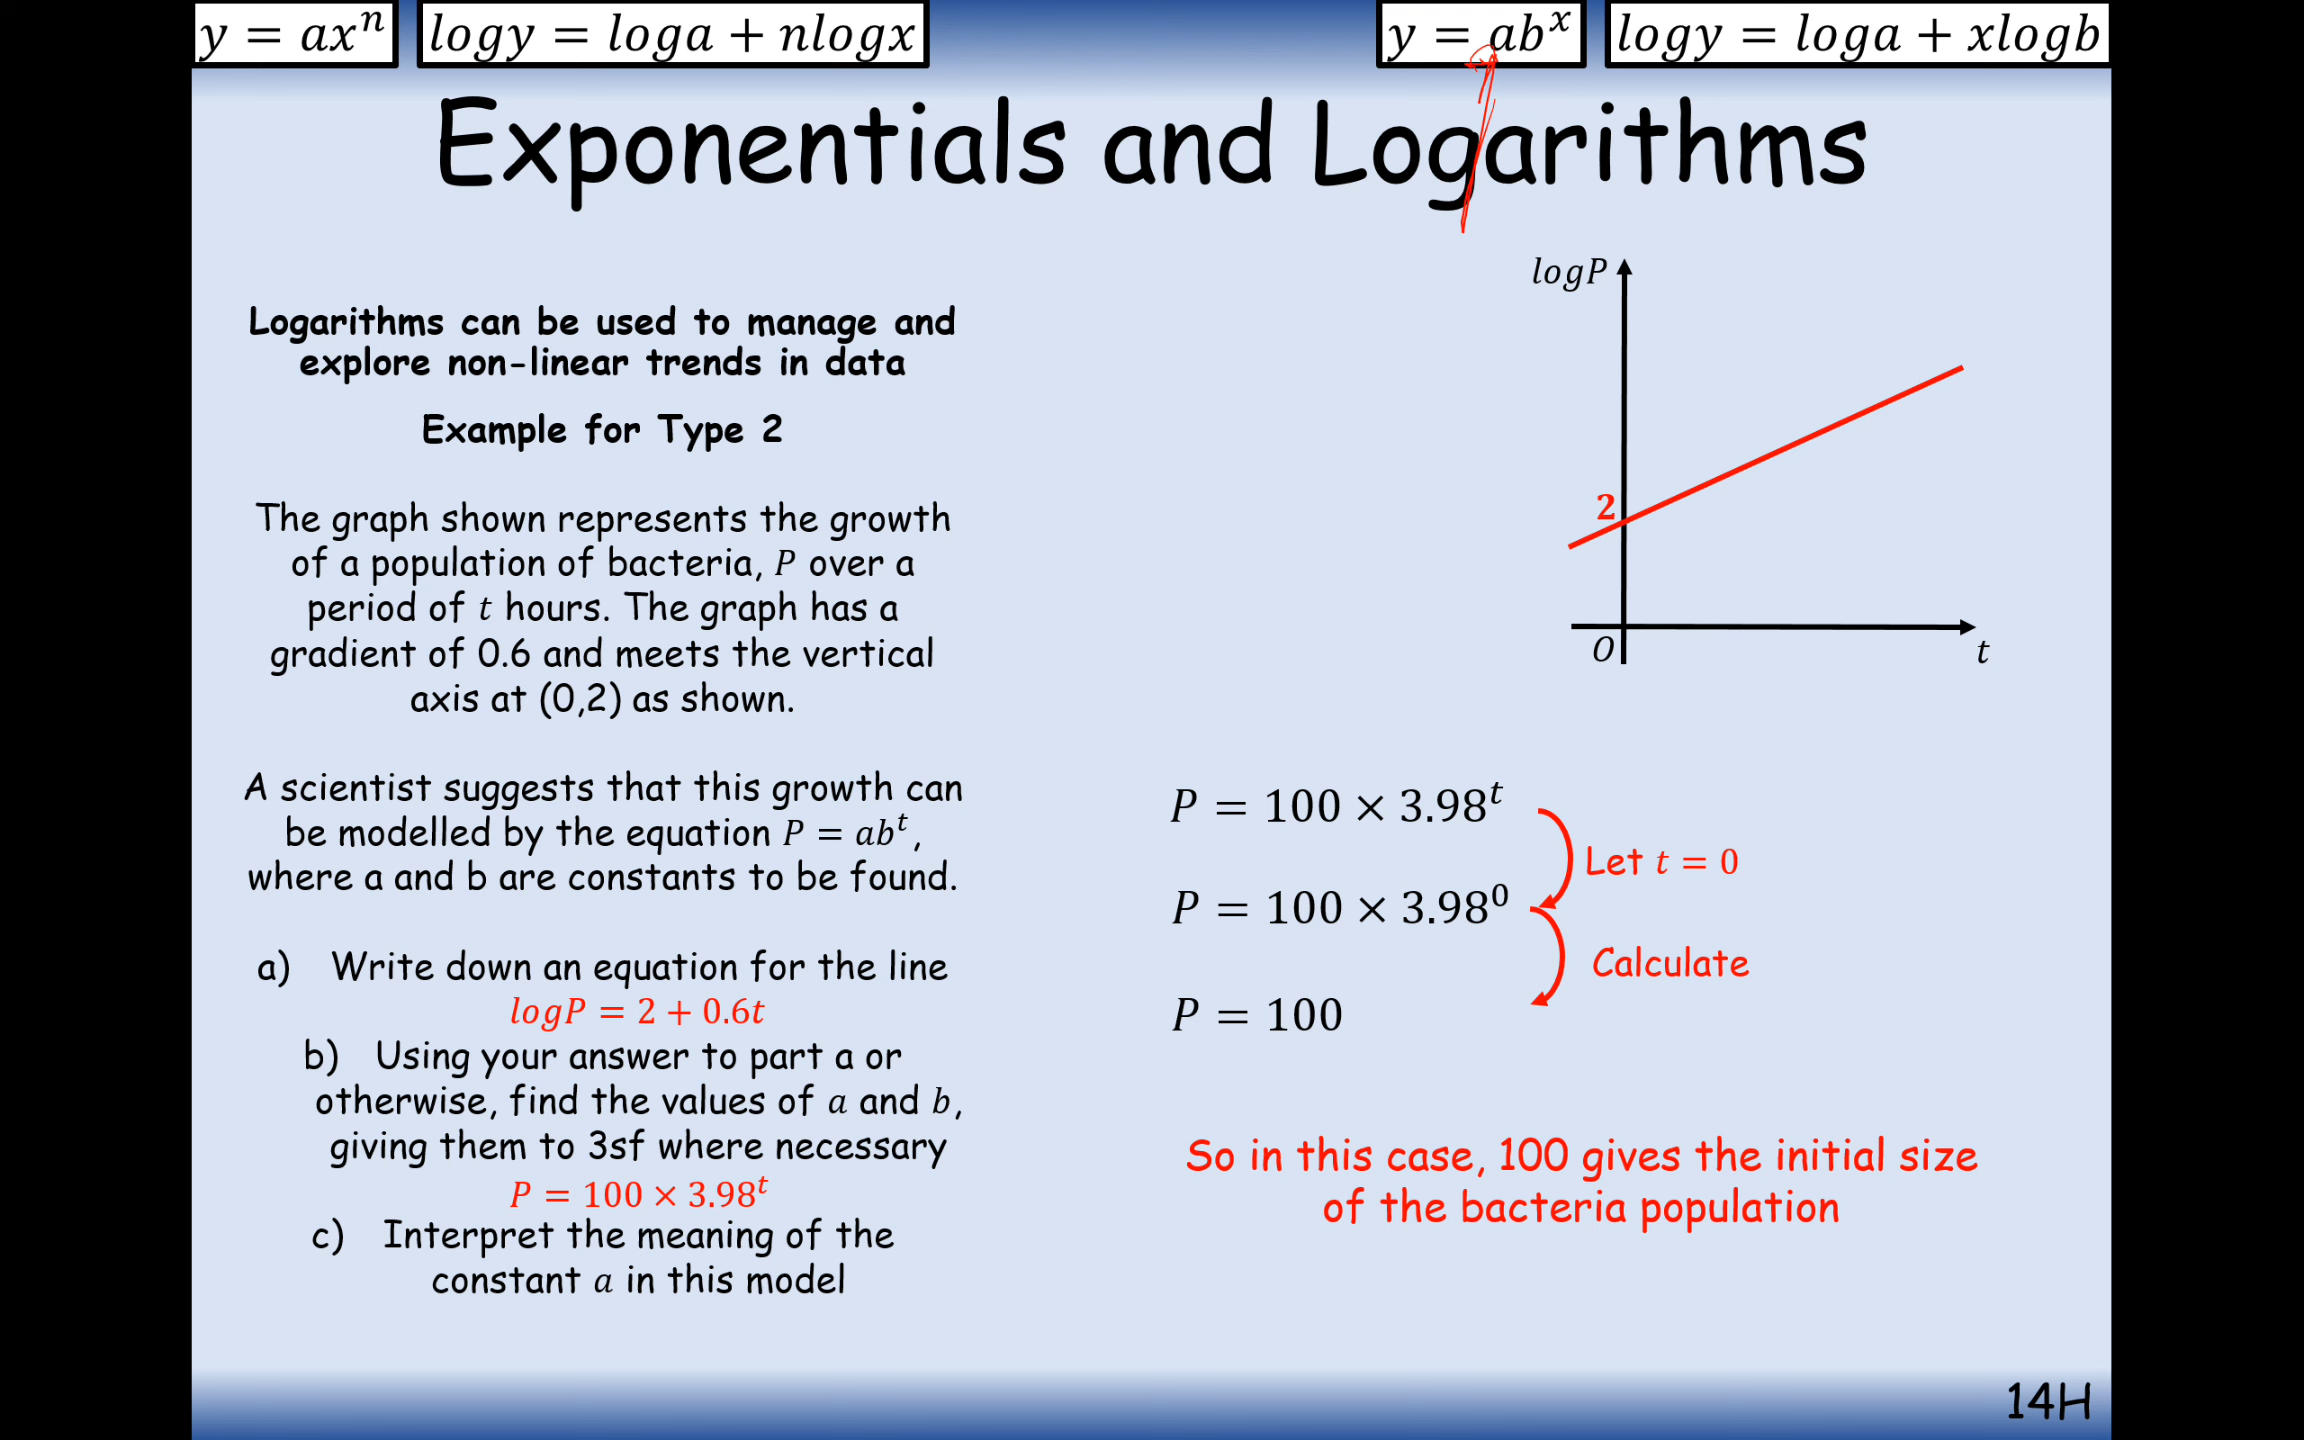 y = ax^n
logy = loga + nlogx
y = ab^x
logy = loga + xlogb
Exponentials and Logarithms
Logarithms can be used to manage and
explore non-linear trends in data
Example for Type 2
The graph shown represents the growth
of a population of bacteria, P over a
period of t hours. The graph has a
gradient of 0.6 and meets the vertical
axis at (0,2) as shown.
A scientist suggests that this growth can
be modelled by the equation P = ab^t,
where a and b are constants to be found.
a) Write down an equation for the line
logP = 2 + 0.6t
b) Using your answer to part a or
otherwise, find the values of a and b,
giving them to 3sf where necessary
P = 100 × 3.98^t
c) Interpret the meaning of the
constant a in this model
logP
2
O
t
P = 100 × 3.98^t
Let t = 0
P = 100 × 3.98^0
Calculate
P = 100
So in this case, 100 gives the initial size
of the bacteria population
14H